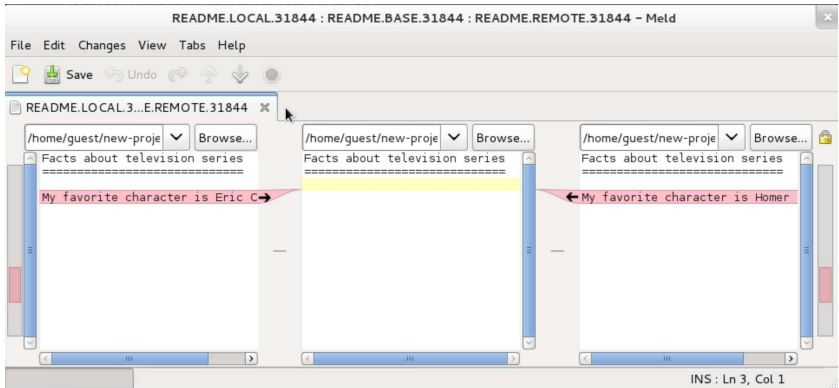 README.LOCAL.31844 : README.BASE.31844 : README.REMOTE.31844 – Meld
File Edit Changes View Tabs Help
Save Undo
README.LOCAL.3...E.REMOTE.31844
/home/guest/new-proje Browse... /home/guest/new-proje Browse... /home/guest/new-proje Browse...
Facts about television series
=============================
My favorite character is Eric C
Facts about television series
=============================
Facts about television series
=============================
My favorite character is Homer
INS : Ln 3, Col 1